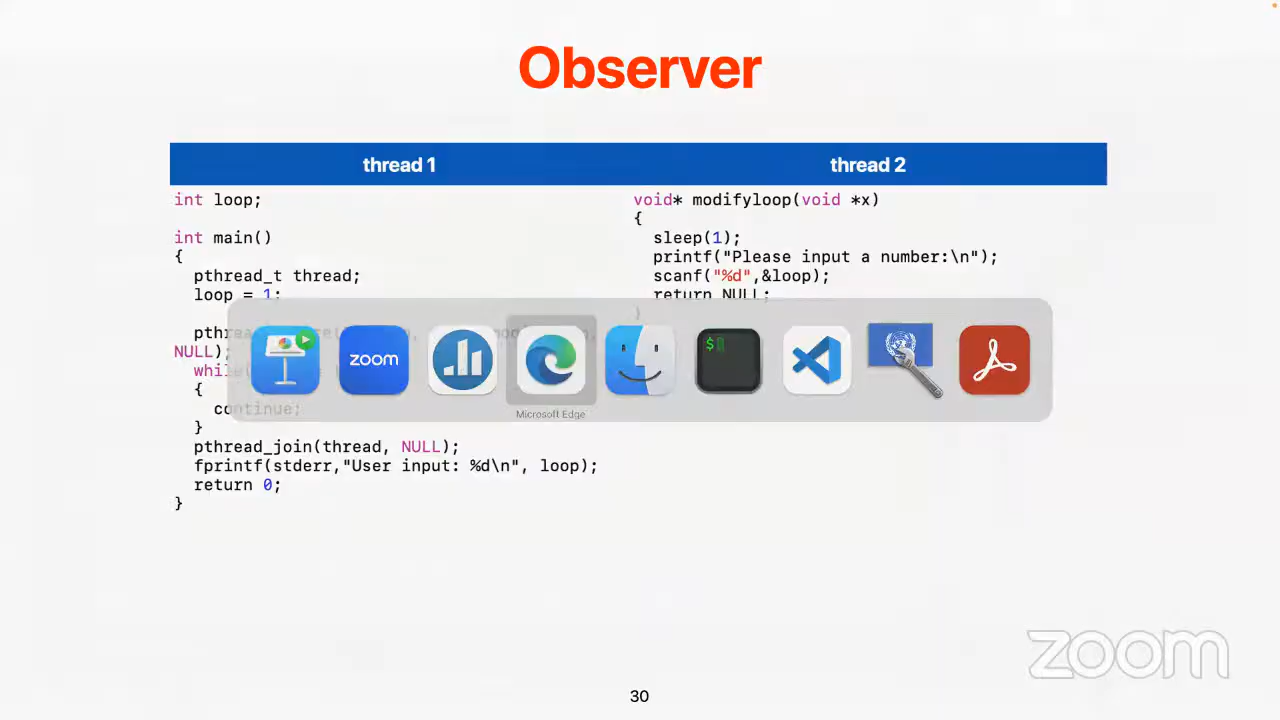 Observer
thread 1
thread 2
int loop;
int main()
{
pthread_t thread;
loop = 1;
NULL);
{
continue;
}
pthread_join(thread, NULL);
fprintf(stderr,"User input: %d\n", loop);
return 0;
}
void* modifyloop(void *x)
{
sleep(1);
printf("Please input a number:\n");
scanf("%d",&loop);
return NULL;
}
zoom
$
Microsoft Edge
zoom
30